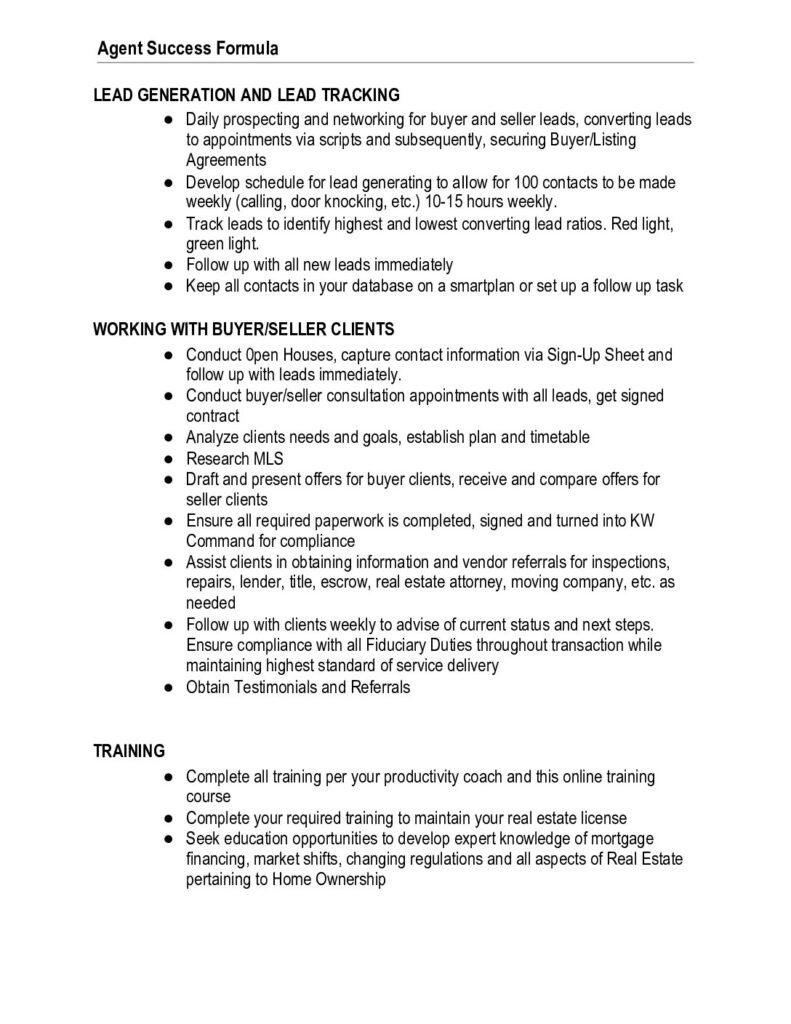 Agent Success Formula
LEAD GENERATION AND LEAD TRACKING
● Daily prospecting and networking for buyer and seller leads, converting leads
to appointments via scripts and subsequently, securing Buyer/Listing
Agreements
● Develop schedule for lead generating to allow for 100 contacts to be made
weekly (calling, door knocking, etc.) 10-15 hours weekly.
● Track leads to identify highest and lowest converting lead ratios. Red light,
green light.
● Follow up with all new leads immediately
● Keep all contacts in your database on a smartplan or set up a follow up task
WORKING WITH BUYER/SELLER CLIENTS
● Conduct 0pen Houses, capture contact information via Sign-Up Sheet and
follow up with leads immediately.
● Conduct buyer/seller consultation appointments with all leads, get signed
contract
● Analyze clients needs and goals, establish plan and timetable
● Research MLS
● Draft and present offers for buyer clients, receive and compare offers for
seller clients
● Ensure all required paperwork is completed, signed and turned into KW
Command for compliance
● Assist clients in obtaining information and vendor referrals for inspections,
repairs, lender, title, escrow, real estate attorney, moving company, etc. as
needed
● Follow up with clients weekly to advise of current status and next steps.
Ensure compliance with all Fiduciary Duties throughout transaction while
maintaining highest standard of service delivery
● Obtain Testimonials and Referrals
TRAINING
● Complete all training per your productivity coach and this online training
course
● Complete your required training to maintain your real estate license
● Seek education opportunities to develop expert knowledge of mortgage
financing, market shifts, changing regulations and all aspects of Real Estate
pertaining to Home Ownership